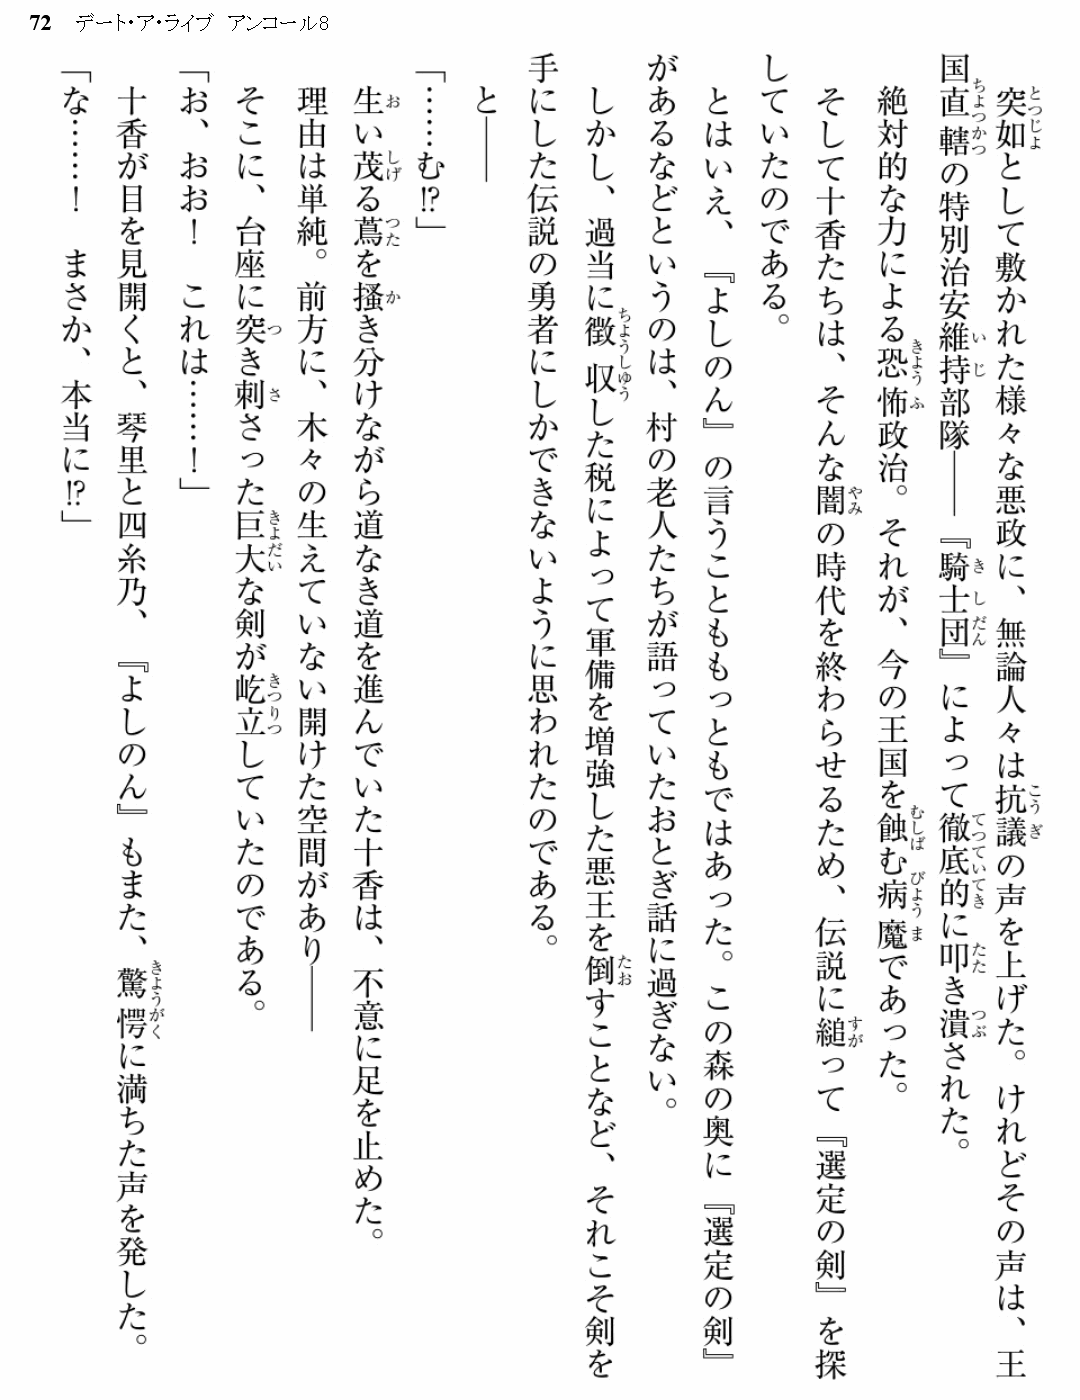 72 デート・ア・ライブ アンコール8
突如として敷かれた様々な悪政に、無論人々は抗議の声を上げた。けれどその声は、王
国直轄の特別治安維持部隊――『騎士団』によって徹底的に叩き潰された。
絶対的な力による恐怖政治。それが、今の王国を蝕む病魔であった。
そして十香たちは、そんな闇の時代を終わらせるため、伝説に縋って『選定の剣』を探
していたのである。
とはいえ、『よしのん』の言うこともももっともではあった。この森の奥に『選定の剣』
があるなどというのは、村の老人たちが語っていたおとぎ話に過ぎない。
しかし、過当に徴収した税によって軍備を増強した悪王を倒すことなど、それこそ剣を
手にした伝説の勇者にしかできないように思われたのである。
と――
「……む!?」
生い茂る蔦を掻き分けながら道なき道を進んでいた十香は、不意に足を止めた。
理由は単純。前方に、木々の生えていない開けた空間があり――
そこに、台座に突き刺さった巨大な剣が屹立していたのである。
「お、おお! これは……!」
十香が目を見開くと、琴里と四糸乃、『よしのん』もまた、驚愕に満ちた声を発した。
「な……! まさか、本当に!?」